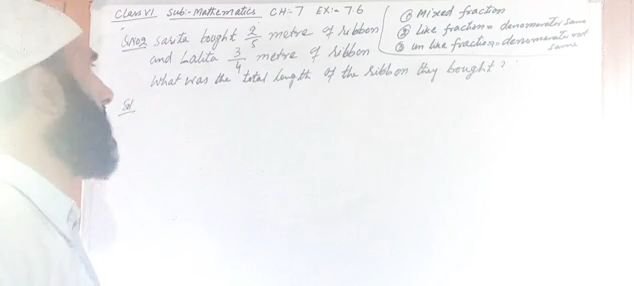 Class VI Sub:- Mathematics CH-7 EX:- 7.6
Q.No2 Sarita bought 2/5 metre of ribbon
and Lalita 3/4 metre of ribbon
What was the total length of the ribbon they bought?
Sol
① Mixed fraction
② Like fraction = denominator same
③ un like fraction = denominator not
same